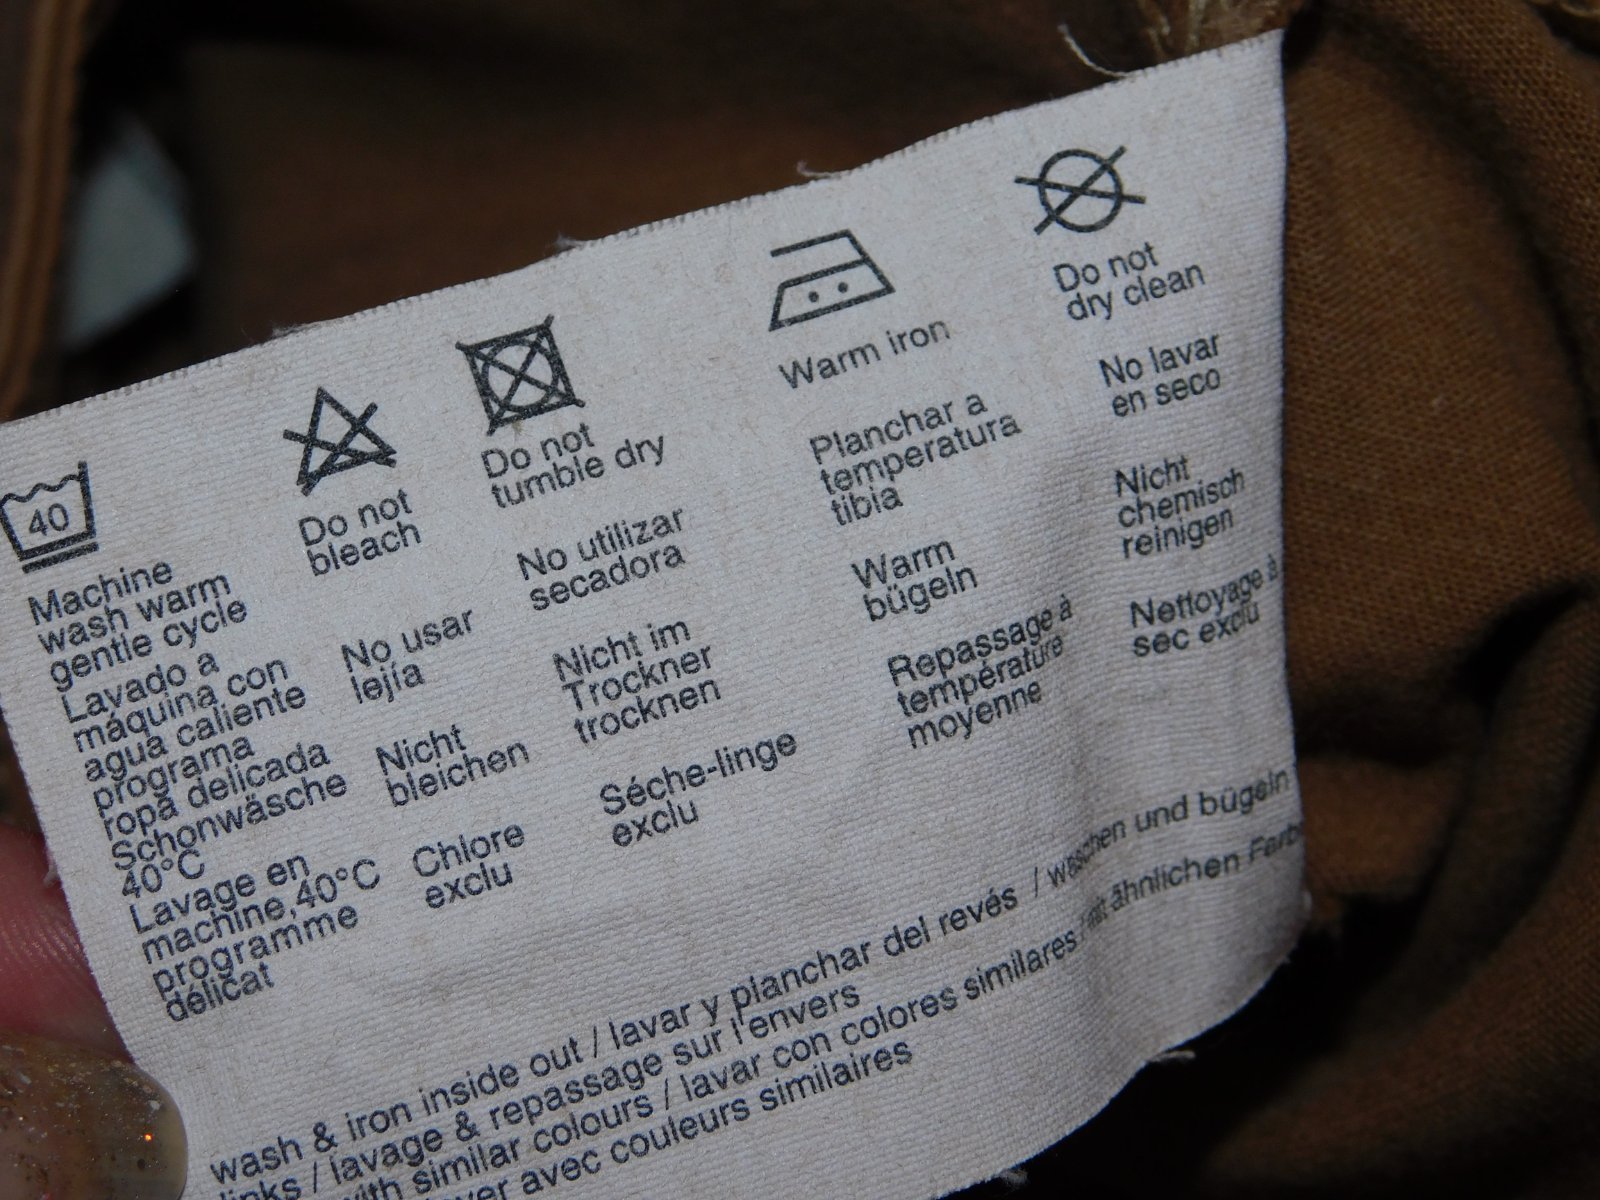 40
Machine
wash warm
gentle cycle
Lavado a
máquina con
agua caliente
programa
ropa delicada
Schonwäsche
40°C
Lavage en
machine,40°C
programme
délicat
Do not
bleach
No usar
lejía
Nicht
bleichen
Chlore
exclu
Do not
tumble dry
No utilizar
secadora
Nicht im
Trockner
trocknen
Séche-linge
exclu
Warm iron
Planchar a
temperatura
tibia
Warm
bügeln
Repassage à
température
moyenne
Do not
dry clean
No lavar
en seco
Nicht
chemisch
reinigen
Nettoyage à
sec exclu
wash & iron inside out / lavar y planchar del revés / waschen und bügeln
links / lavage & repassage sur l'envers
with similar colours / lavar con colores similares / mit ähnlichen
avec couleurs similaires